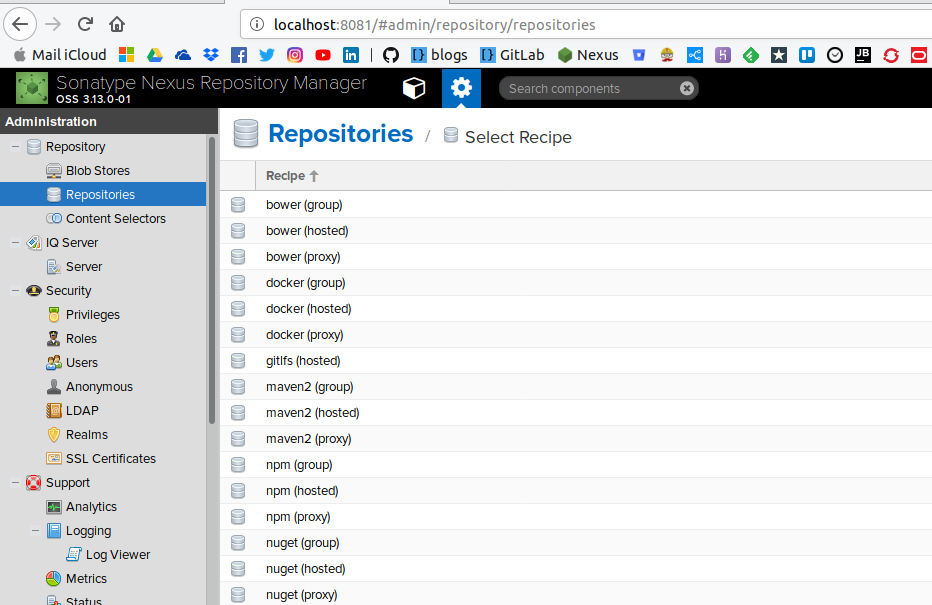 localhost:8081/#admin/repository/repositories
Mail iCloud blogs GitLab Nexus
Sonatype Nexus Repository Manager
OSS 3.13.0-01
Search components
Administration
Repository
Blob Stores
Repositories
Content Selectors
IQ Server
Server
Security
Privileges
Roles
Users
Anonymous
LDAP
Realms
SSL Certificates
Support
Analytics
Logging
Log Viewer
Metrics
Status
Repositories / Select Recipe
Recipe
bower (group)
bower (hosted)
bower (proxy)
docker (group)
docker (hosted)
docker (proxy)
gitlfs (hosted)
maven2 (group)
maven2 (hosted)
maven2 (proxy)
npm (group)
npm (hosted)
npm (proxy)
nuget (group)
nuget (hosted)
nuget (proxy)